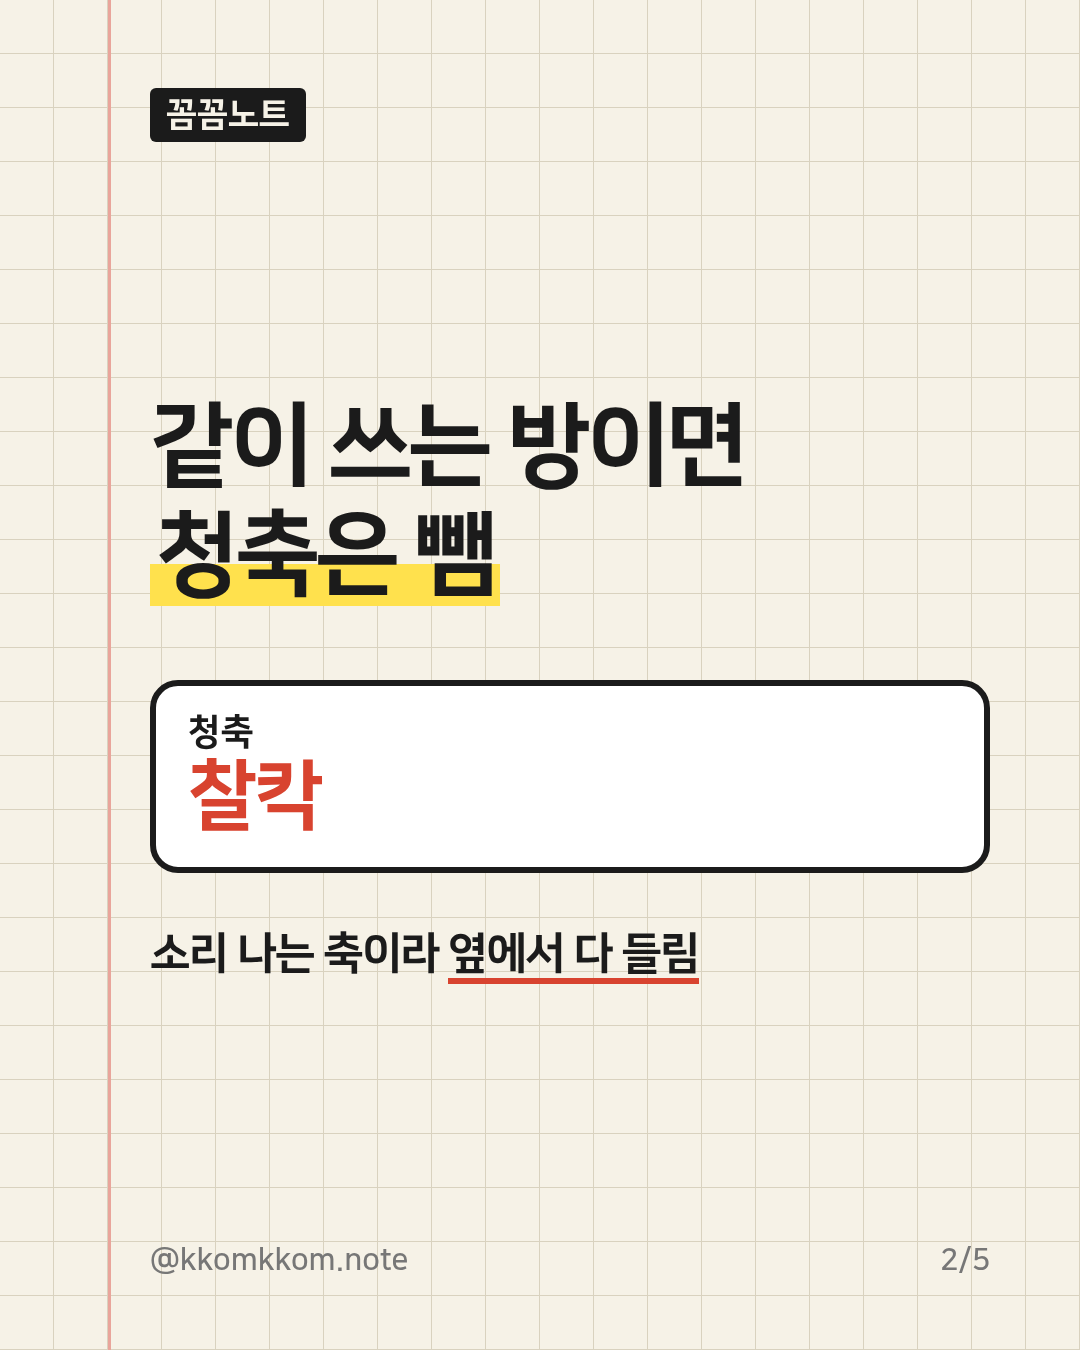 꼼꼼노트
같이 쓰는 방이면
청축은 뺌
청축
찰칵
소리 나는 축이라 옆에서 다 들림
@kkomkkom.note
2/5